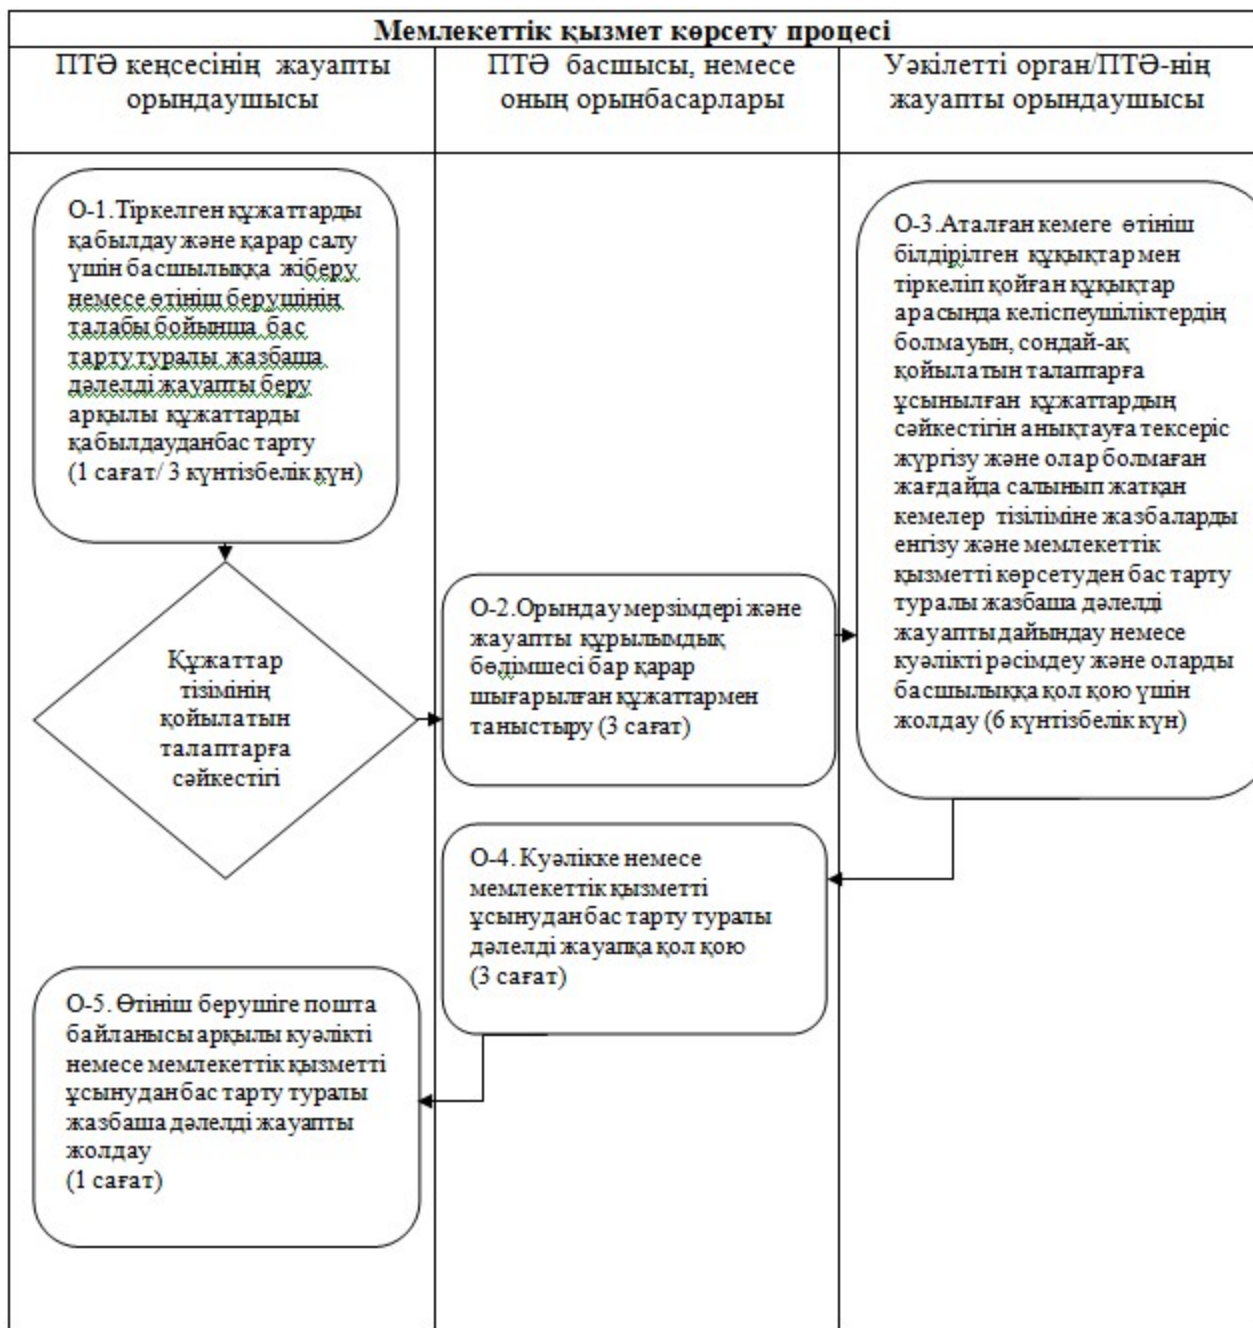 Мемлекеттік қызмет көрсету процесі
ПТӘ кеңсесінің жауапты
орындаушысы
ПТӘ басшысы, немесе
оның орынбасарлары
Уәкілетті орган/ПТӘ-нің
жауапты орындаушысы
О-1.Тіркелген құжаттарды
қабылдау және қарар салу
үшін басшылыққа жіберу
немесе өтініш берушінің
талабы бойынша бас
тарту туралы жазбаша
дәлелді жауапты беру
арқылы құжаттарды
қабылдаудан бас тарту
(1 сағат/ 3 күнтізбелік күн)
Құжаттар
тізімінің
қойылатын
талаптарға
сәйкестігі
О-2.Орындау мерзімдері және
жауапты құрылымдық
бөдімшесі бар қарар
шығарылған құжаттармен
таныстыру (3 сағат)
О-3.Аталған кемеге өтініш
білдірілген құқықтар мен
тіркеліп қойған құқықтар
арасында келіспеушіліктердің
болмауын, сондай-ақ
қойылатын талаптарға
ұсынылған құжаттардың
сәйкестігін анықтауға тексеріс
жүргізу және олар болмаған
жағдайда салынып жатқан
кемелер тізіліміне жазбаларды
енгізу және мемлекеттік
қызметті көрсетуден бас тарту
туралы жазбаша дәлелді
жауапты дайындау немесе
куәлікті рәсімдеу және оларды
басшылыққа қол қою үшін
жолдау (6 күнтізбелік күн)
О-4. Куәлікке немесе
мемлекеттік қызметті
ұсынудан бас тарту туралы
дәлелді жауапқа қол қою
(3 сағат)
О-5. Өтініш берушіге пошта
байланысы арқылы куәлікті
немесе мемлекеттік қызметті
ұсынудан бас тарту туралы
жазбаша дәлелді жауапты
жолдау
(1 сағат)